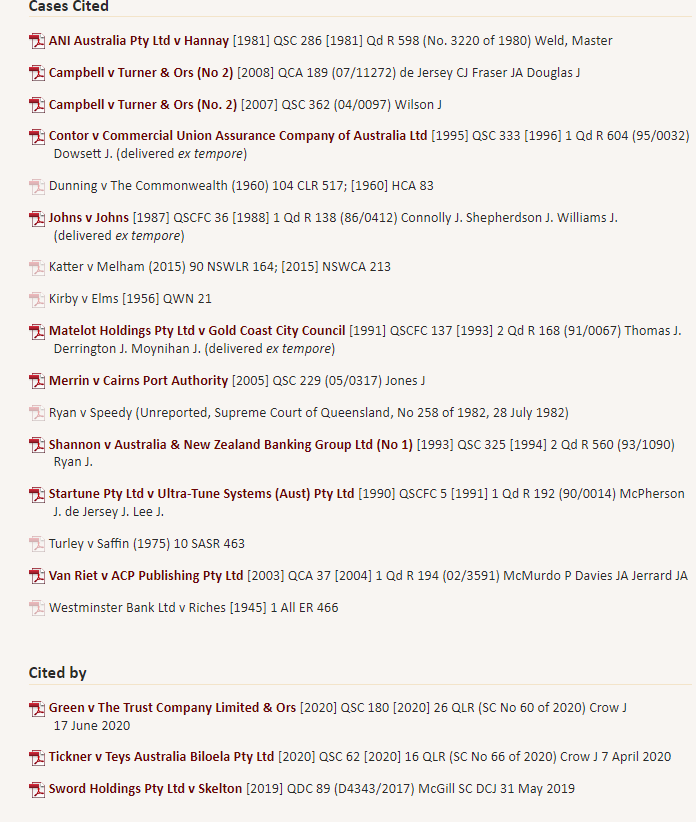 Cases Cited
ANI Australia Pty Ltd v Hannay [1981] QSC 286 [1981] Qd R 598 (No. 3220 of 1980) Weld, Master
Campbell v Turner & Ors (No 2) [2008] QCA 189 (07/11272) de Jersey CJ Fraser JA Douglas J
Campbell v Turner & Ors (No. 2) [2007] QSC 362 (04/0097) Wilson J
Contor v Commercial Union Assurance Company of Australia Ltd [1995] QSC 333 [1996] 1 Qd R 604 (95/0032)
Dowsett J. (delivered ex tempore)
Dunning v The Commonwealth (1960) 104 CLR 517; [1960] HCA 83
Johns v Johns [1987] QSCFC 36 [1988] 1 Qd R 138 (86/0412) Connolly J. Shepherdson J. Williams J.
(delivered ex tempore)
Katter v Melham (2015) 90 NSWLR 164; [2015] NSWCA 213
Kirby v Elms [1956] QWN 21
Matelot Holdings Pty Ltd v Gold Coast City Council [1991] QSCFC 137 [1993] 2 Qd R 168 (91/0067) Thomas J.
Derrington J. Moynihan J. (delivered ex tempore)
Merrin v Cairns Port Authority [2005] QSC 229 (05/0317) Jones J
Ryan v Speedy (Unreported, Supreme Court of Queensland, No 258 of 1982, 28 July 1982)
Shannon v Australia & New Zealand Banking Group Ltd (No 1) [1993] QSC 325 [1994] 2 Qd R 560 (93/1090)
Ryan J.
Startune Pty Ltd v Ultra-Tune Systems (Aust) Pty Ltd [1990] QSCFC 5 [1991] 1 Qd R 192 (90/0014) McPherson
J. de Jersey J. Lee J.
Turley v Saffin (1975) 10 SASR 463
Van Riet v ACP Publishing Pty Ltd [2003] QCA 37 [2004] 1 Qd R 194 (02/3591) McMurdo P Davies JA Jerrard JA
Westminster Bank Ltd v Riches [1945] 1 All ER 466
Cited by
Green v The Trust Company Limited & Ors [2020] QSC 180 [2020] 26 QLR (SC No 60 of 2020) Crow J
17 June 2020
Tickner v Teys Australia Biloela Pty Ltd [2020] QSC 62 [2020] 16 QLR (SC No 66 of 2020) Crow J 7 April 2020
Sword Holdings Pty Ltd v Skelton [2019] QDC 89 (D4343/2017) McGill SC DCJ 31 May 2019